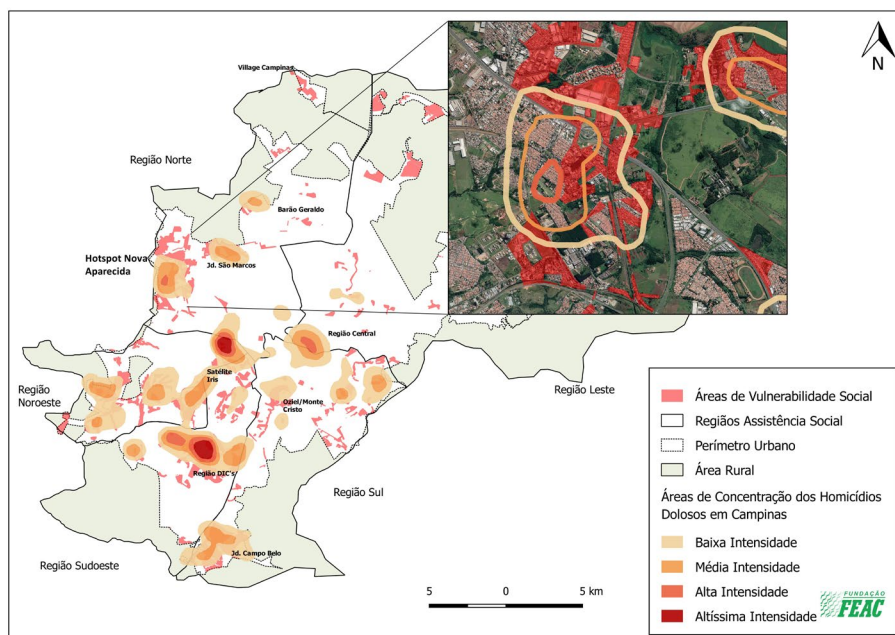 N
Village Campinas
Região Norte
Barão Geraldo
Hotspot Nova
Aparecida
Jd. São Marcos
Região Central
Satélite
Iris
Região
Noroeste
Oziel/Monte
Cristo
Região Leste
Região DIC's
Região Sul
Jd. Campo Belo
Região Sudoeste
5 0 5 km
Áreas de Vulnerabilidade Social
Regiãos Assistência Social
Perímetro Urbano
Área Rural
Áreas de Concentração dos Homicídios
Dolosos em Campinas
Baixa Intensidade
Média Intensidade
Alta Intensidade
Altíssima Intensidade
FUNDAÇÃO
FEAC